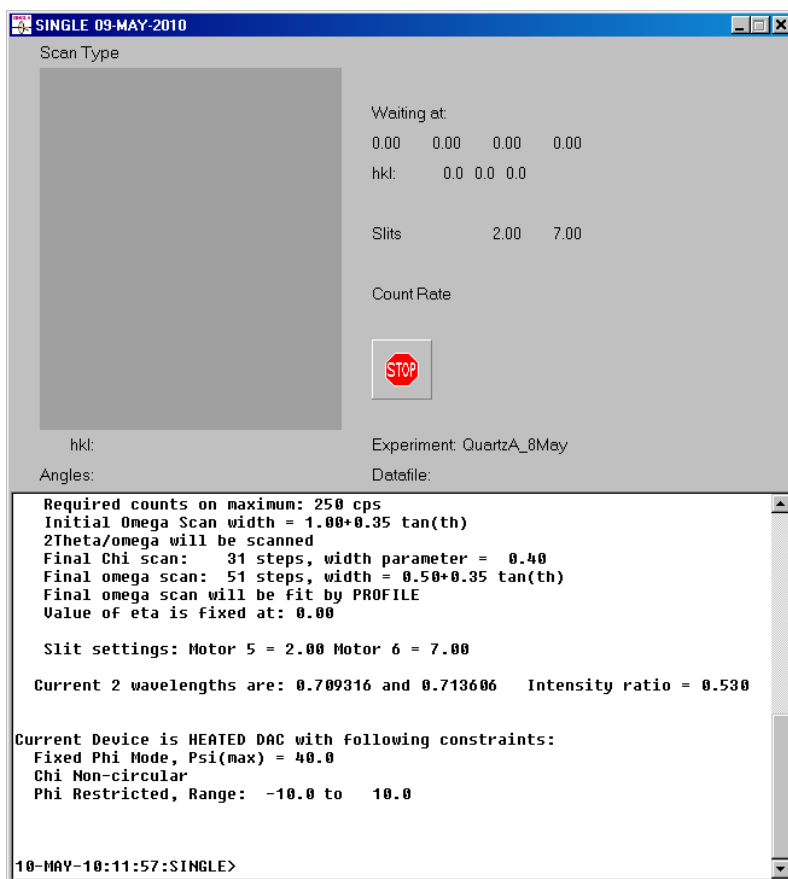 SINGLE 09-MAY-2010
Scan Type
Waiting at:
0.00 0.00 0.00 0.00
hkl: 0.0 0.0 0.0
Slits 2.00 7.00
Count Rate
STOP
hkl: Experiment: QuartzA_8May
Angles: Datafile:
Required counts on maximum: 250 cps
Initial Omega Scan width = 1.00+0.35 tan(th)
2Theta/omega will be scanned
Final Chi scan: 31 steps, width parameter = 0.40
Final omega scan: 51 steps, width = 0.50+0.35 tan(th)
Final omega scan will be fit by PROFILE
Value of eta is fixed at: 0.00
Slit settings: Motor 5 = 2.00 Motor 6 = 7.00
Current 2 wavelengths are: 0.709316 and 0.713606 Intensity ratio = 0.530
Current Device is HEATED DAC with following constraints:
Fixed Phi Mode, Psi(max) = 40.0
Chi Non-circular
Phi Restricted, Range: -10.0 to 10.0
10-MAY-10:11:57:SINGLE>